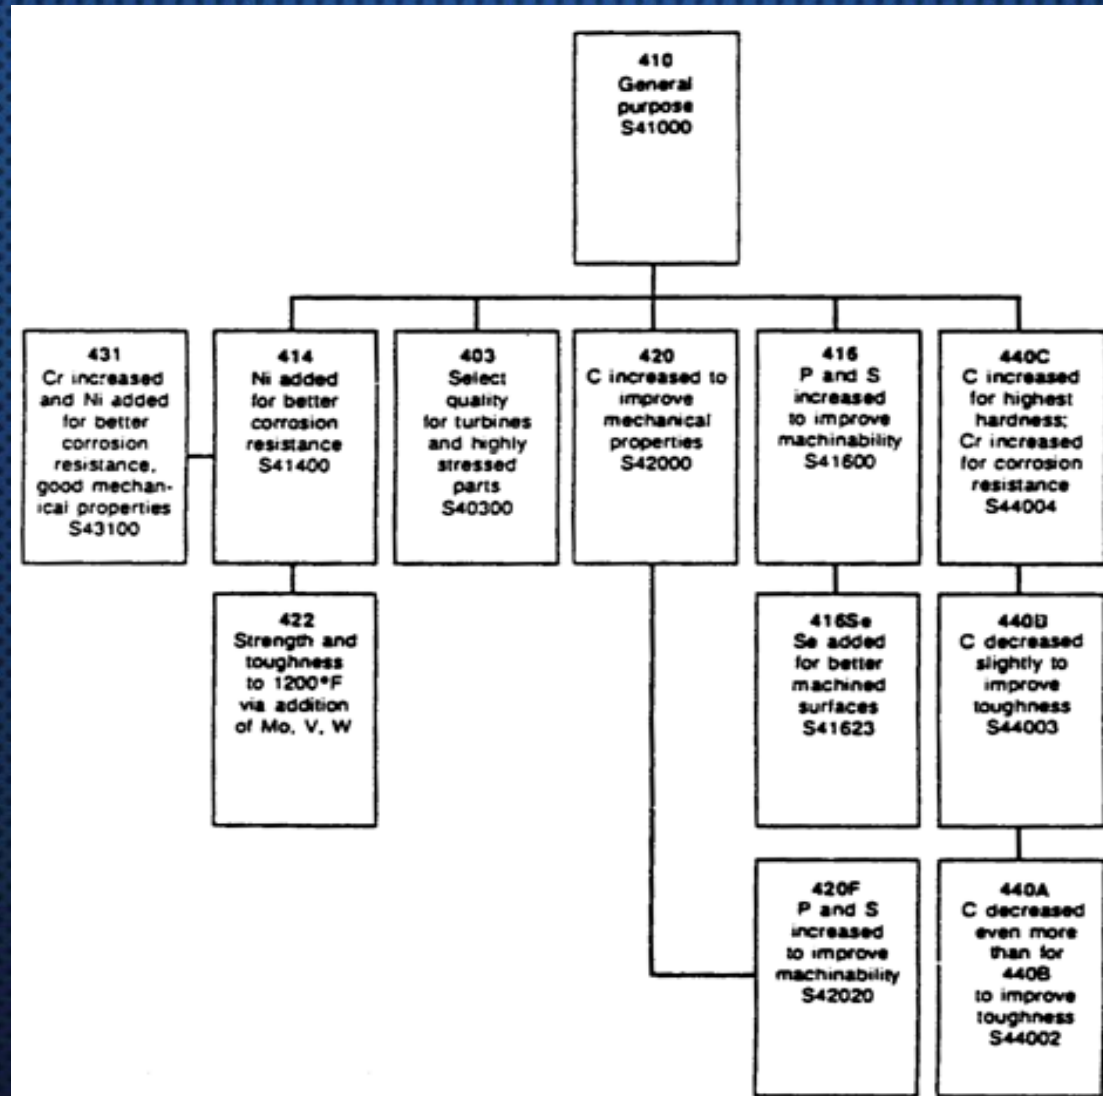 410
General
purpose
S41000
431
Cr increased
and Ni added
for better
corrosion
resistance,
good mechan-
ical properties
S43100
414
Ni added
for better
corrosion
resistance
S41400
403
Select
quality
for turbines
and highly
stressed
parts
S40300
420
C increased to
improve
mechanical
properties
S42000
416
P and S
increased
to improve
machinability
S41600
440C
C increased
for highest
hardness;
Cr increased
for corrosion
resistance
S44004
422
Strength and
toughness
to 1200°F
via addition
of Mo, V, W
416Se
Se added
for better
machined
surfaces
S41623
440B
C decreased
slightly to
improve
toughness
S44003
420F
P and S
increased
to improve
machinability
S42020
440A
C decreased
even more
than for
440B
to improve
toughness
S44002